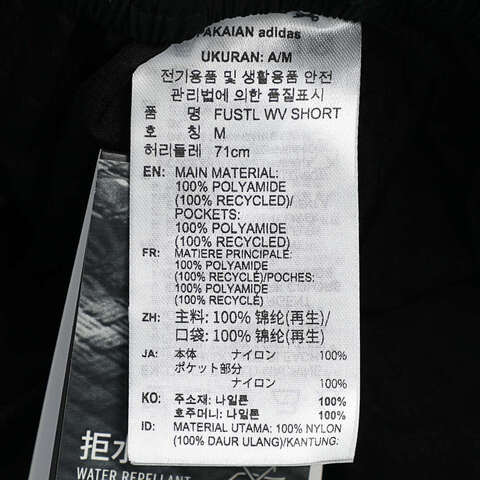 PAKAIAN adidas
UKURAN: A/M
전기용품 및 생활용품 안전
관리법에 의한 품질표시
품 명 FUSTL WV SHORT
호 칭 M
허리둘레 71cm
EN: MAIN MATERIAL:
100% POLYAMIDE
(100% RECYCLED)/
POCKETS:
100% POLYAMIDE
(100% RECYCLED)
FR: MATIERE PRINCIPALE:
100% POLYAMIDE
(100% RECYCLÉ)/POCHES:
100% POLYAMIDE
(100% RECYCLÉ)
ZH: 主料: 100% 锦纶(再生)/
口袋: 100% 锦纶(再生)
JA: 本体 ナイロン 100%
ポケット部分
ナイロン 100%
KO: 주소재: 나일론 100%
호주머니: 나일론 100%
ID: MATERIAL UTAMA: 100% NYLON
(100% DAUR ULANG)/KANTUNG:
拒水
WATER REPELLANT